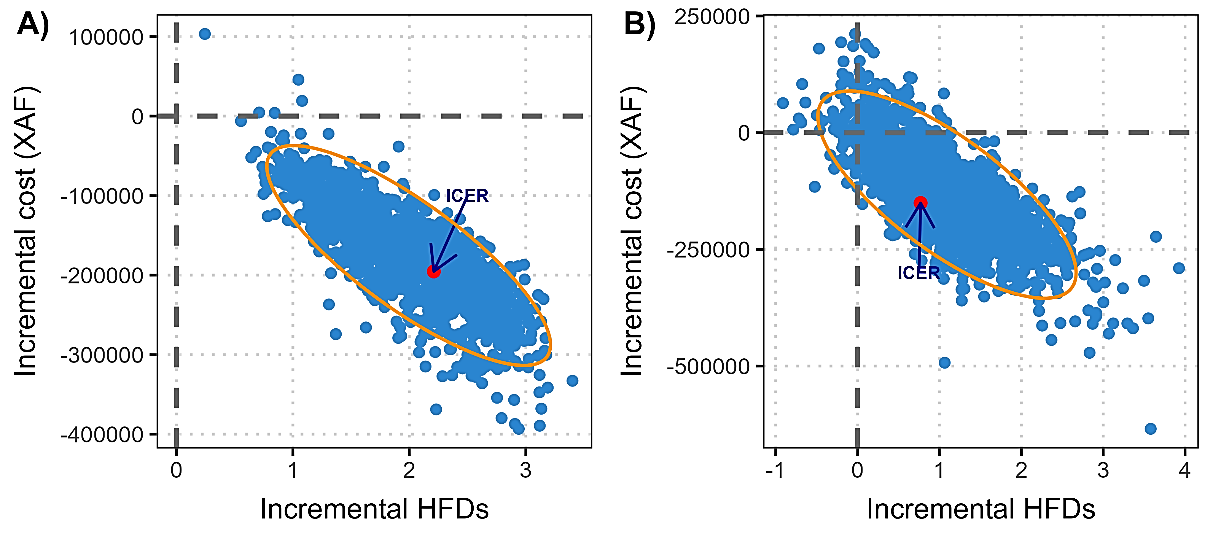 A)
100000
0
-100000
-200000
-300000
-400000
Incremental cost (XAF)
ICER
0 1 2 3
Incremental HFDs
B)
250000
0
-250000
-500000
Incremental cost (XAF)
ICER
-1 0 1 2 3 4
Incremental HFDs